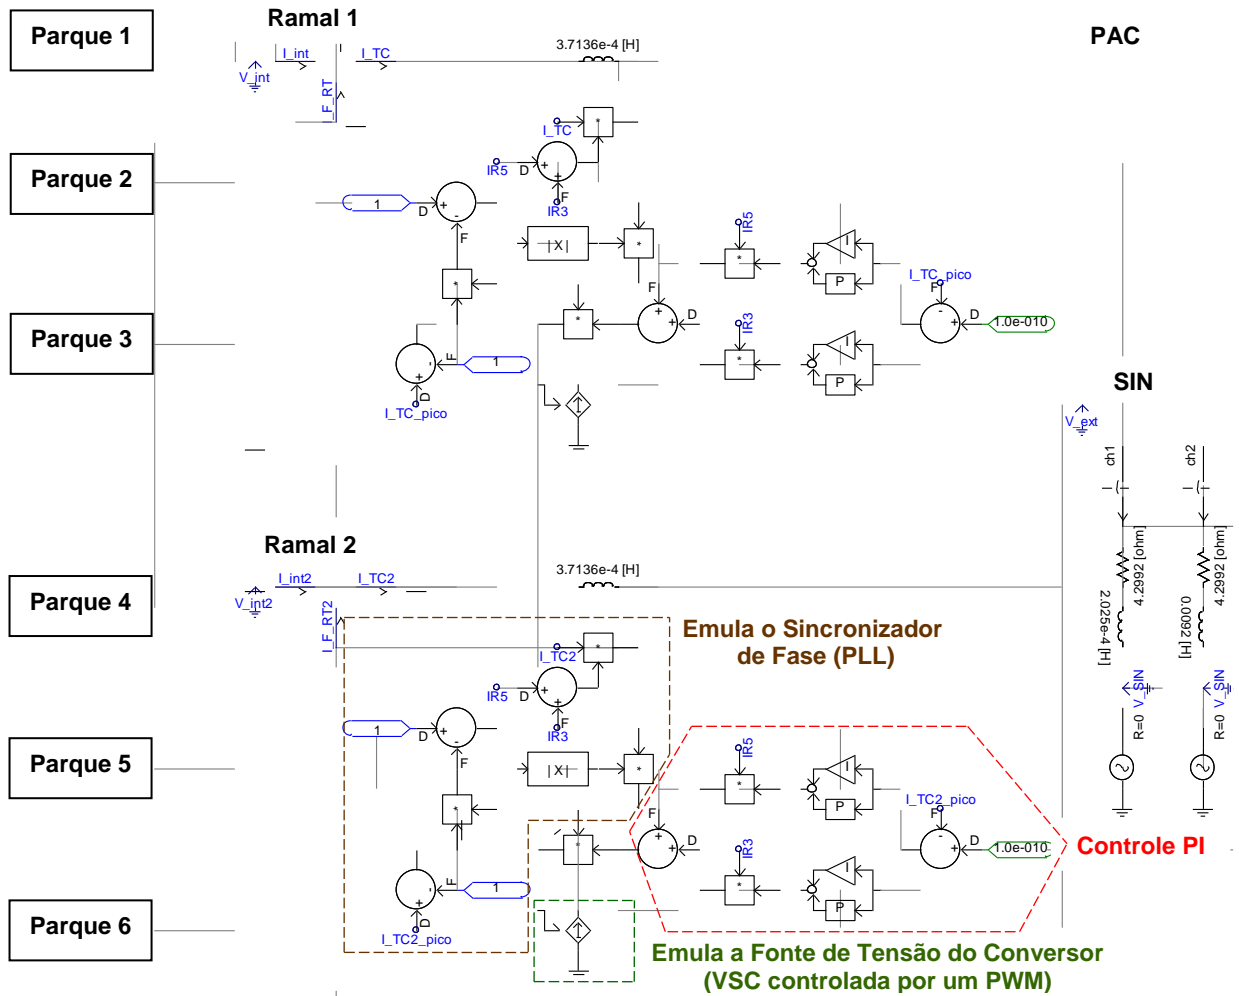 Parque 1
Ramal 1
PAC
I_int
I_TC
3.7136e-4 [H]
V_int
I_F_RT
I_TC
*
Parque 2
IR5
D
+
+
F
IR3
1
D
+
-
F
|X|
*
IR5
*
I
P
I_TC_pico
F
*
F
*
+
+
D
-
+
D
1.0e-010
Parque 3
IR3
*
I
P
-
F
1
D
I_TC_pico
SIN
V_ext
ch1
ch2
Ramal 2
3.7136e-4 [H]
Parque 4
I_int2
I_TC2
V_int2
I_F_RT2
4.2992 [ohm]
4.2992 [ohm]
2.025e-4 [H]
0.0092 [H]
Emula o Sincronizador
de Fase (PLL)
I_TC2
*
IR5
D
+
+
F
IR3
V_SIN
V_SIN
R=0
R=0
1
D
+
-
F
Parque 5
|X|
*
IR5
*
I
P
I_TC2_pico
F
*
F
*
+
+
D
-
+
D
1.0e-010
Controle PI
IR3
*
I
P
-
F
1
D
Parque 6
I_TC2_pico
Emula a Fonte de Tensão do Conversor
(VSC controlada por um PWM)